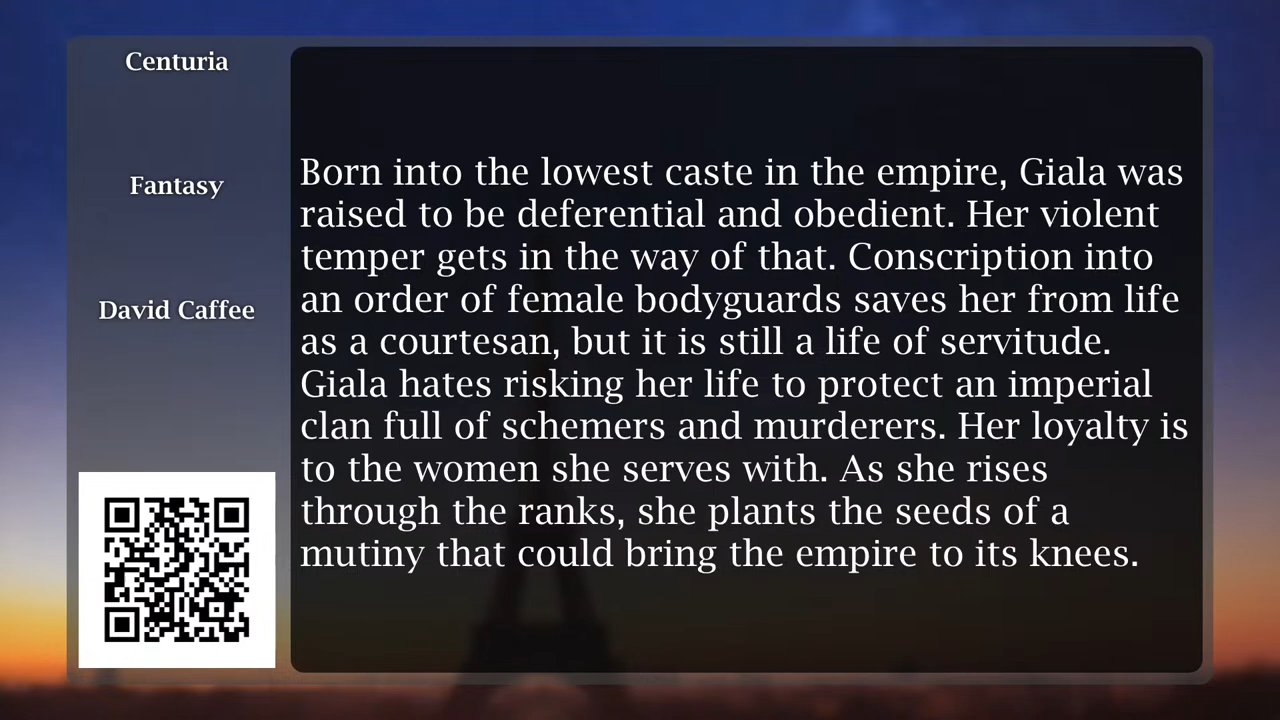 Centuria
Fantasy
David Caffee
Born into the lowest caste in the empire, Giala was
raised to be deferential and obedient. Her violent
temper gets in the way of that. Conscription into
an order of female bodyguards saves her from life
as a courtesan, but it is still a life of servitude.
Giala hates risking her life to protect an imperial
clan full of schemers and murderers. Her loyalty is
to the women she serves with. As she rises
through the ranks, she plants the seeds of a
mutiny that could bring the empire to its knees.